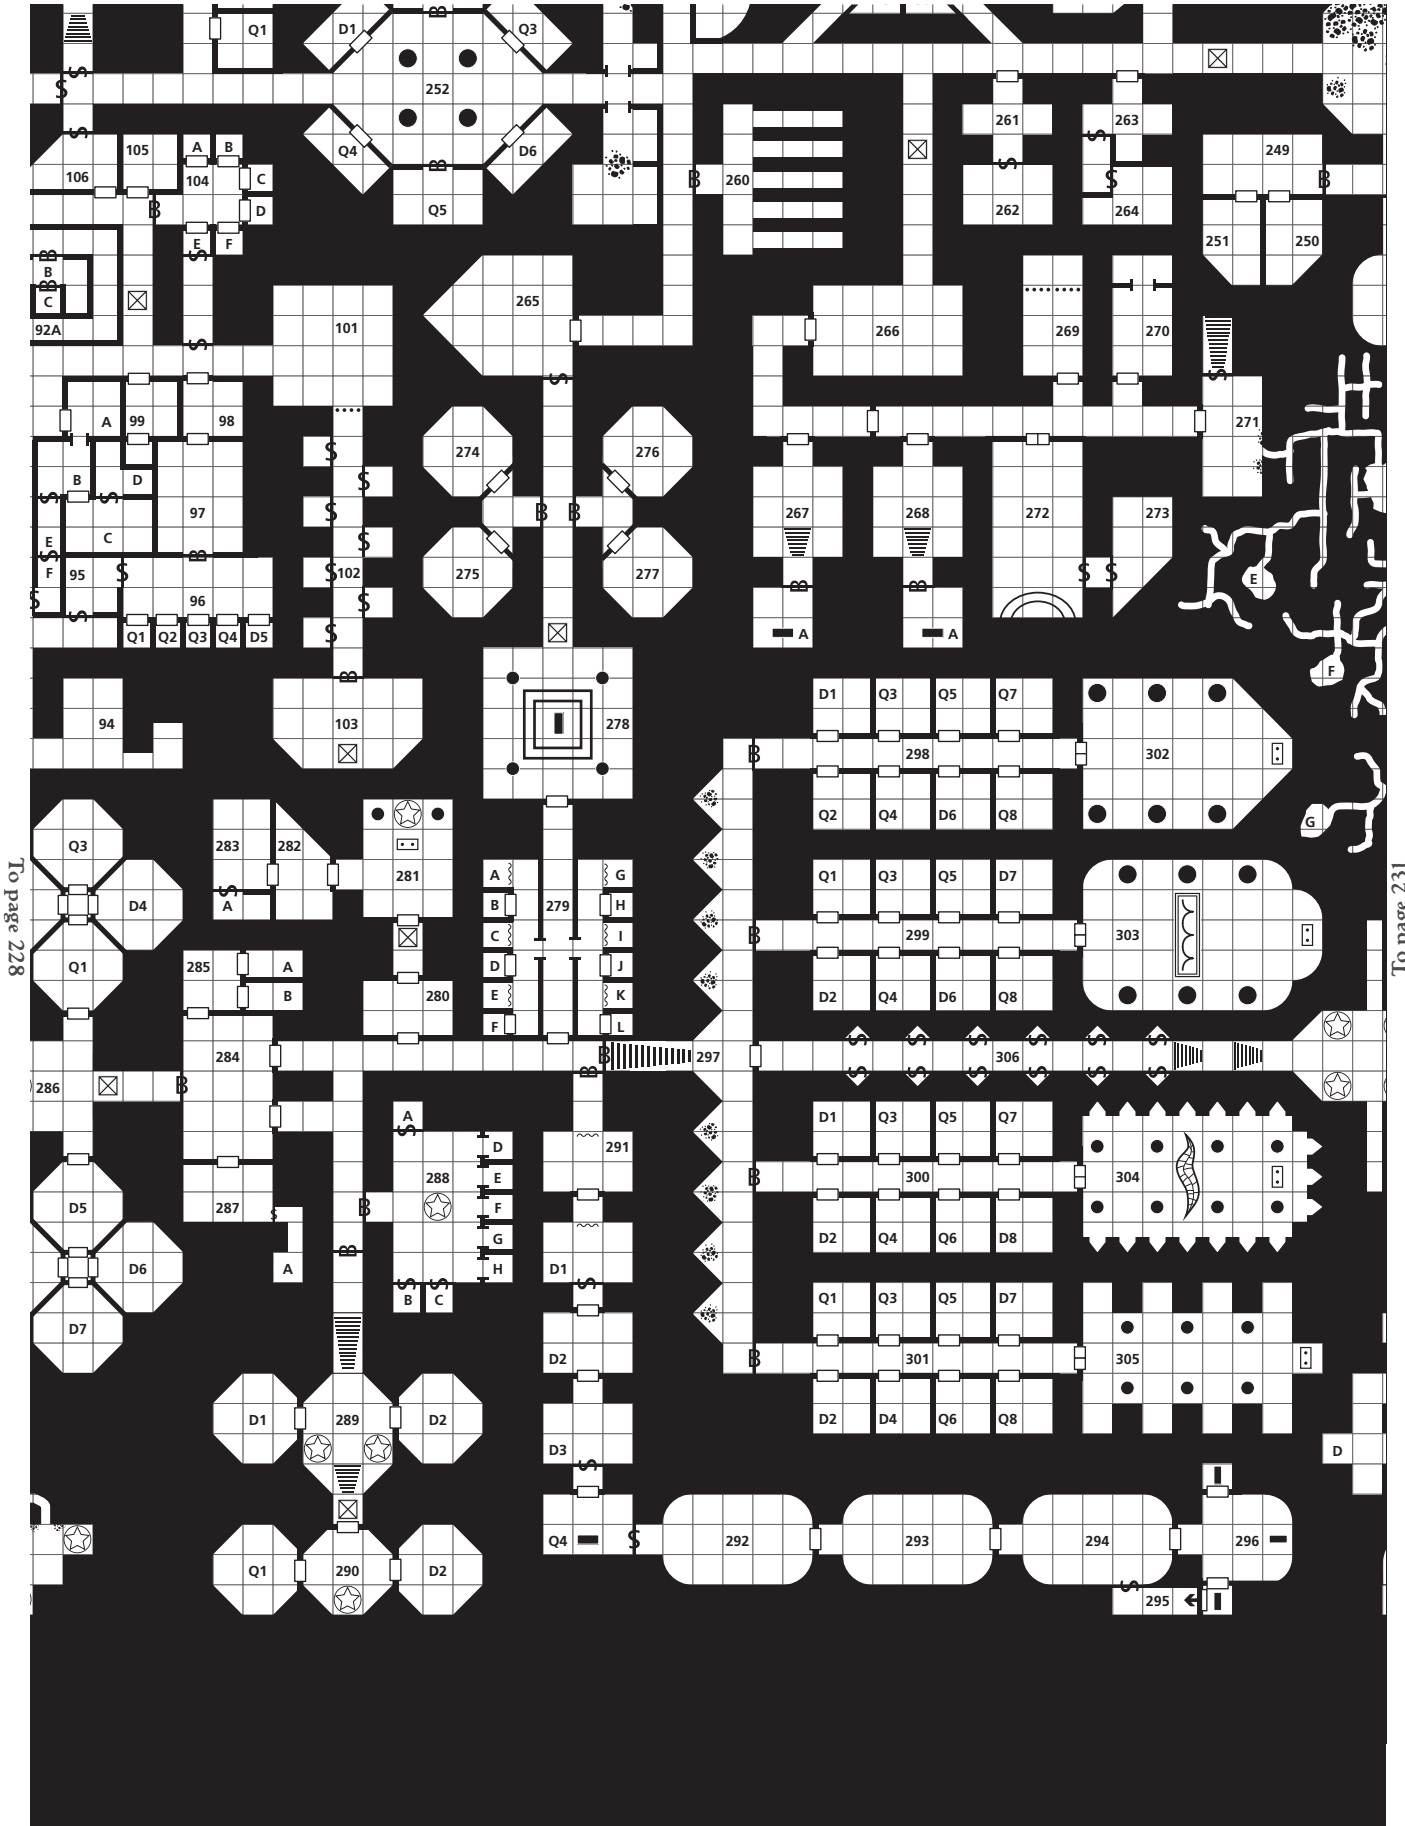 D1
Q1
Q3
252
105
A
B
Q4
D6
261
263
249
106
104
C
260
B
B
B
D
Q5
262
264
251
250
E
F
B
C
265
92A
101
266
269
270
A
99
98
274
276
271
B
D
97
B
B
267
268
272
273
E
C
B
F
95
102
275
277
B
B
E
96
Q1
Q2
Q3
Q4
D5
A
A
F
B
94
103
278
D1
Q3
Q5
Q7
B
298
302
Q2
Q4
D6
Q8
G
Q3
283
282
281
A
G
Q1
Q3
Q5
D7
D4
A
B
279
H
C
I
B
299
303
Q1
285
A
D
J
B
280
E
K
D2
Q4
D6
Q8
F
L
284
B
297
306
286
B
B
A
D1
Q3
Q5
Q7
288
D
291
D5
287
B
E
B
300
304
F
G
D2
Q4
Q6
D8
D6
A
B
H
D1
B
C
Q1
Q3
Q5
D7
D7
D2
B
301
305
D1
289
D2
D2
D4
Q6
Q8
D3
D
Q4
292
293
294
296
Q1
290
D2
295
To page 228
To page 231